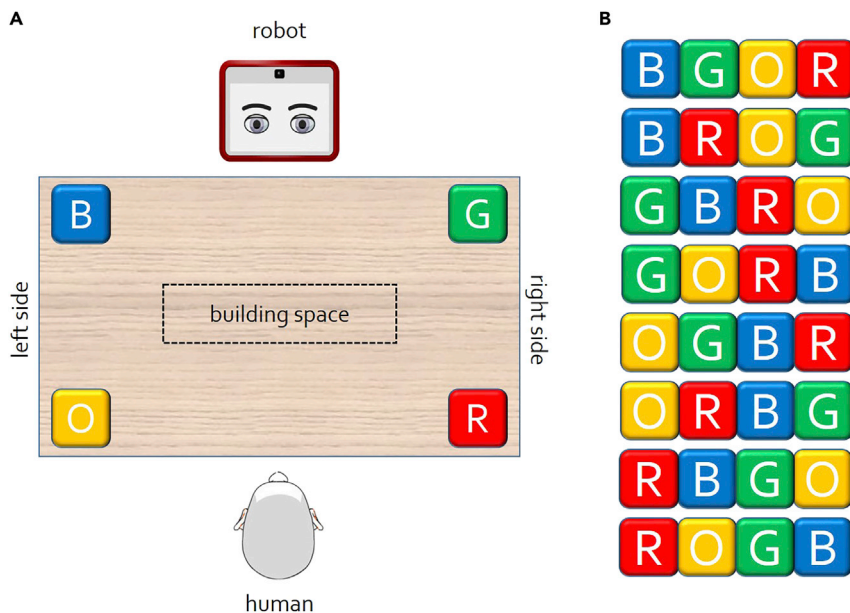 A
robot
B
G
left side
building space
right side
O
R
human
B
B G O R
B R O G
G B R O
G O R B
O G B R
O R B G
R B G O
R O G B